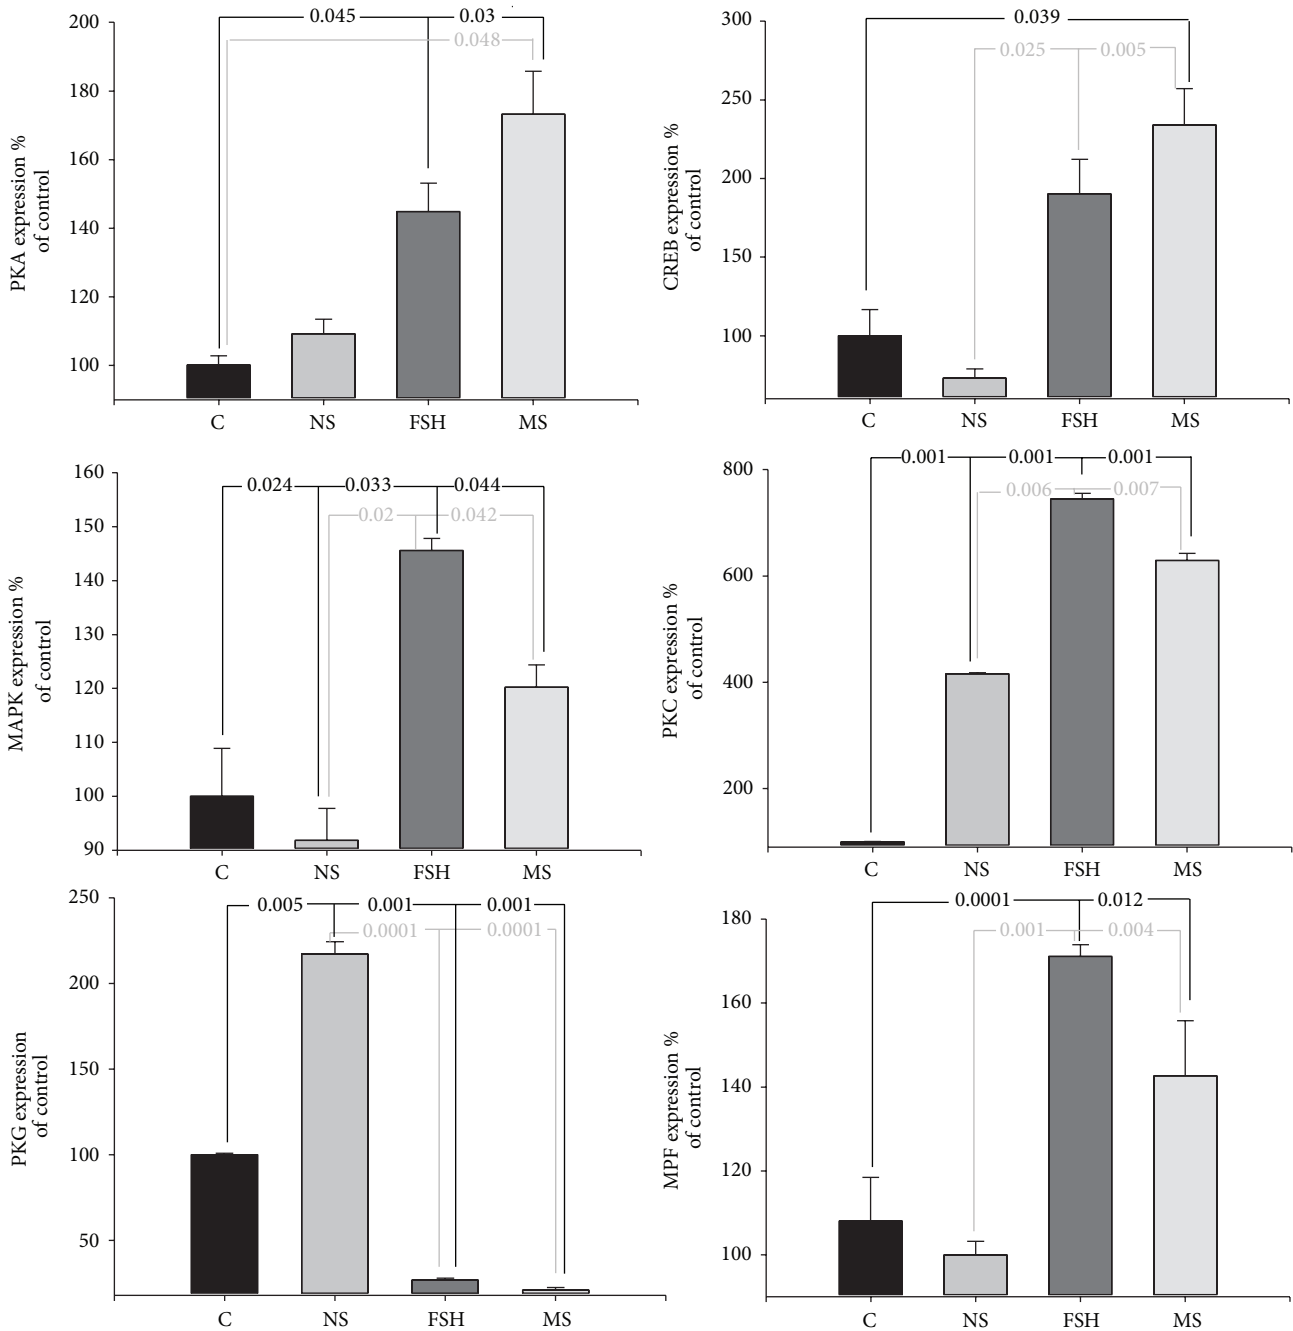 PKA expression %
of control
200
180
160
140
120
100
0.045 0.03
0.048
C NS FSH MS
CREB expression %
of control
300
250
200
150
100
0.039
0.025 0.005
C NS FSH MS
MAPK expression %
of control
160
150
140
130
120
110
100
90
0.024 0.033 0.044
0.02 0.042
C NS FSH MS
PKC expression %
of control
800
600
400
200
0.001 0.001 0.001
0.006 0.007
C NS FSH MS
PKG expression
of control
250
200
150
100
50
0.005 0.001 0.001
0.0001 0.0001
C NS FSH MS
MPF expression %
of control
180
160
140
120
100
0.0001 0.012
0.001 0.004
C NS FSH MS